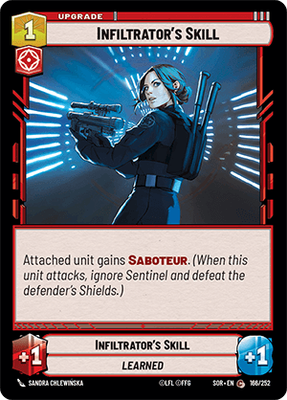 UPGRADE
1
INFILTRATOR'S SKILL
Attached unit gains SABOTEUR. (When this
unit attacks, ignore Sentinel and defeat the
defender's Shields.)
+1
INFILTRATOR'S SKILL
LEARNED
+1
SANDRA CHLEWIŃSKA ©LFL ©FFG SOR • EN C 166/252